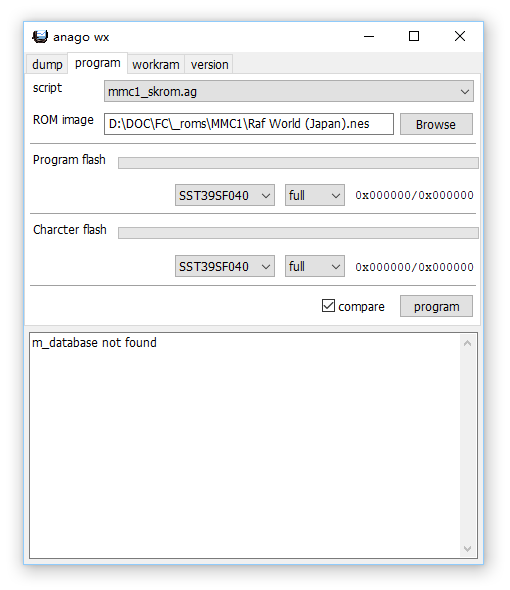 anago wx
dump program workram version
script mmc1_skrom.ag
ROM image D:\DOC\FC\_roms\MMC1\Raf World (Japan).nes Browse
Program flash
SST39SF040 full 0x000000/0x000000
Charcter flash
SST39SF040 full 0x000000/0x000000
compare program
m_database not found